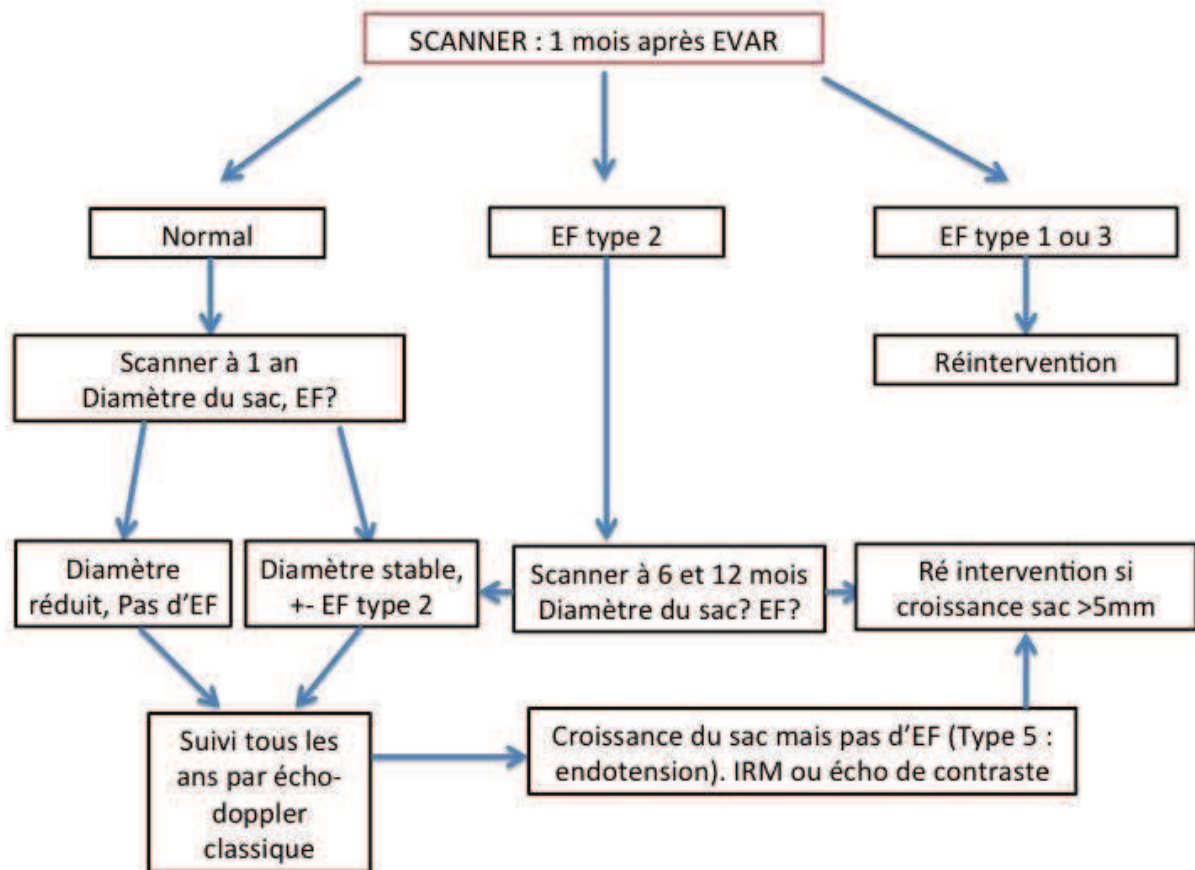 SCANNER : 1 mois après EVAR
Normal
EF type 2
EF type 1 ou 3
Scanner à 1 an
Diamètre du sac, EF?
Réintervention
Diamètre
réduit, Pas d'EF
Diamètre stable,
+- EF type 2
Scanner à 6 et 12 mois
Diamètre du sac? EF?
Ré intervention si
croissance sac >5mm
Suivi tous les
ans par écho-
doppler
classique
Croissance du sac mais pas d'EF (Type 5 :
endotension). IRM ou écho de contraste